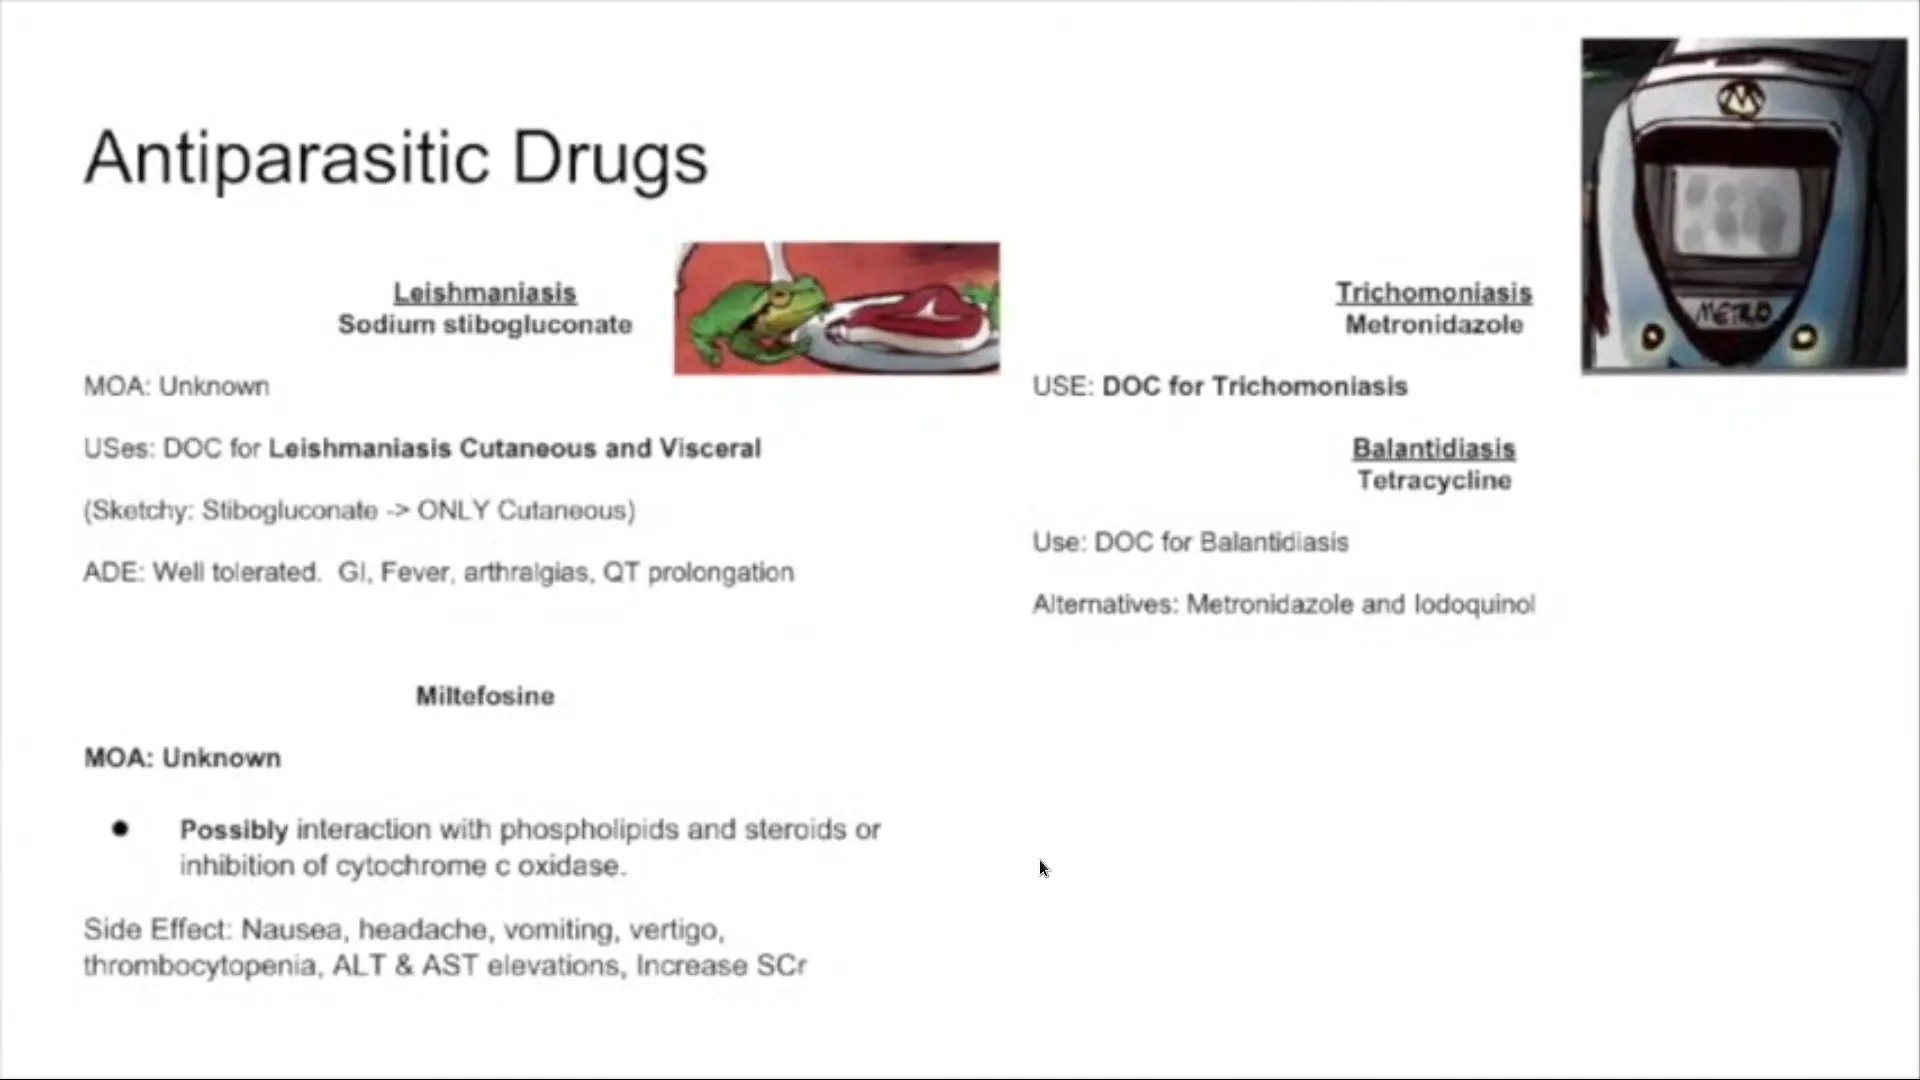 Antiparasitic Drugs
Leishmaniasis
Sodium stibogluconate
MOA: Unknown
USes: DOC for Leishmaniasis Cutaneous and Visceral
(Sketchy: Stibogluconate -> ONLY Cutaneous)
ADE: Well tolerated.  GI, Fever, arthralgias, QT prolongation
Miltefosine
MOA: Unknown
● Possibly interaction with phospholipids and steroids or
inhibition of cytochrome c oxidase.
Side Effect: Nausea, headache, vomiting, vertigo,
thrombocytopenia, ALT & AST elevations, Increase SCr
M
METRO
Trichomoniasis
Metronidazole
USE: DOC for Trichomoniasis
Balantidiasis
Tetracycline
Use: DOC for Balantidiasis
Alternatives: Metronidazole and Iodoquinol